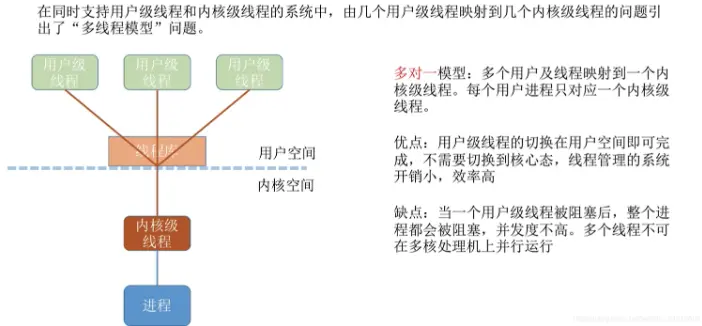 在同时支持用户级线程和内核级线程的系统中，由几个用户级线程映射到几个内核级线程的问题引
出了“多线程模型”问题。
用户级
线程
用户级
线程
用户级
线程
线程库
用户空间
内核空间
内核级
线程
进程
多对一模型：多个用户及线程映射到一个内
核级线程。每个用户进程只对应一个内核级
线程。
优点：用户级线程的切换在用户空间即可完
成，不需要切换到核心态，线程管理的系统
开销小，效率高
缺点：当一个用户级线程被阻塞后，整个进
程都会被阻塞，并发度不高。多个线程不可
在多核处理机上并行运行